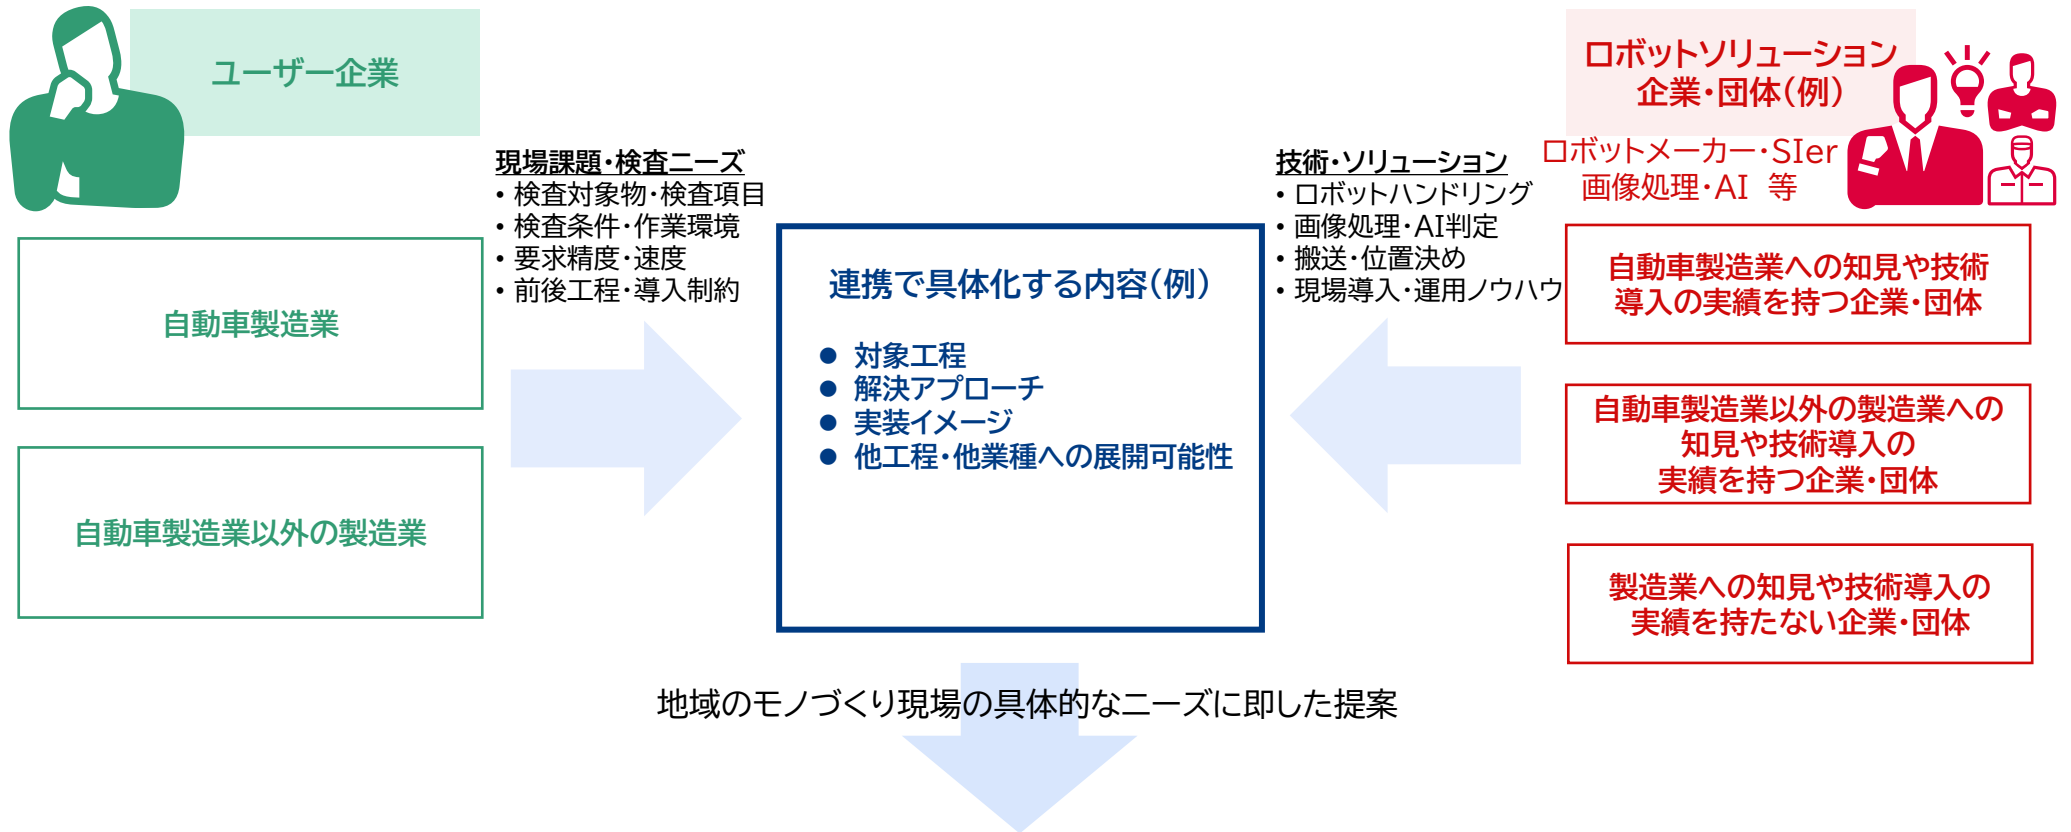 ユーザー企業
自動車製造業
自動車製造業以外の製造業
現場課題・検査ニーズ
• 検査対象物・検査項目
• 検査条件・作業環境
• 要求精度・速度
• 前後工程・導入制約
連携で具体化する内容(例)
● 対象工程
● 解決アプローチ
● 実装イメージ
● 他工程・他業種への展開可能性
技術・ソリューション
• ロボットハンドリング
• 画像処理・AI判定
• 搬送・位置決め
• 現場導入・運用ノウハウ
ロボットソリューション
企業・団体(例)
ロボットメーカー・SIer
画像処理・AI 等
自動車製造業への知見や技術
導入の実績を持つ企業・団体
自動車製造業以外の製造業への
知見や技術導入の
実績を持つ企業・団体
製造業への知見や技術導入の
実績を持たない企業・団体
地域のモノづくり現場の具体的なニーズに即した提案